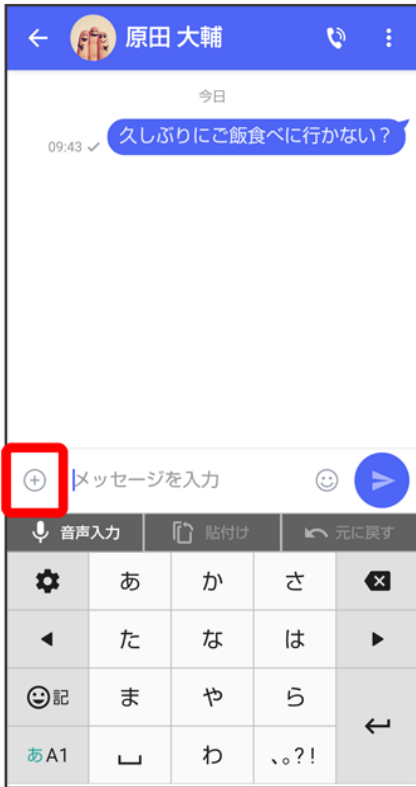 原田 大輔
今日
久しぶりにご飯食べに行かない？
09:43
メッセージを入力
音声入力 貼付け 元に戻す
あ か さ
た な は
記 ま や ら
あA1 わ 、。?!